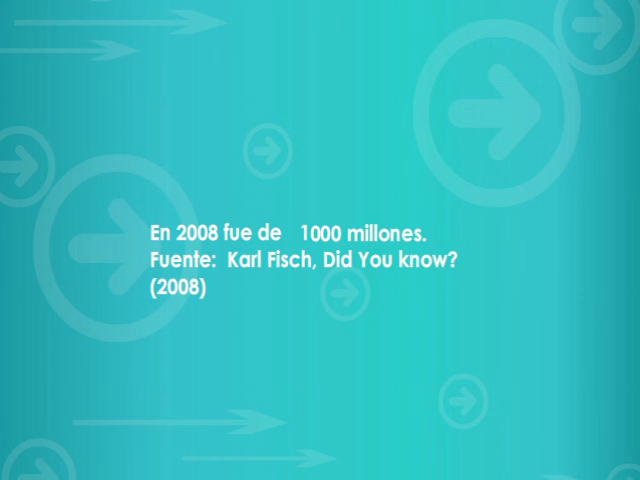 En 2008 fue de   1000 millones.
Fuente:  Karl Fisch, Did You know?
(2008)